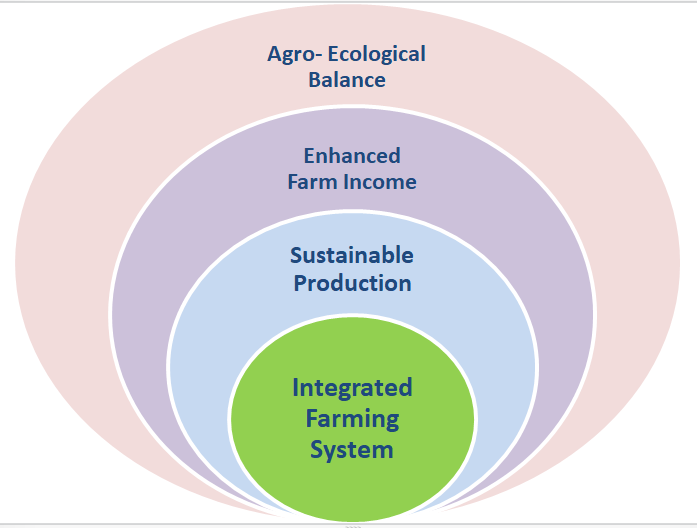 Agro- Ecological
Balance
Enhanced
Farm Income
Sustainable
Production
Integrated
Farming
System